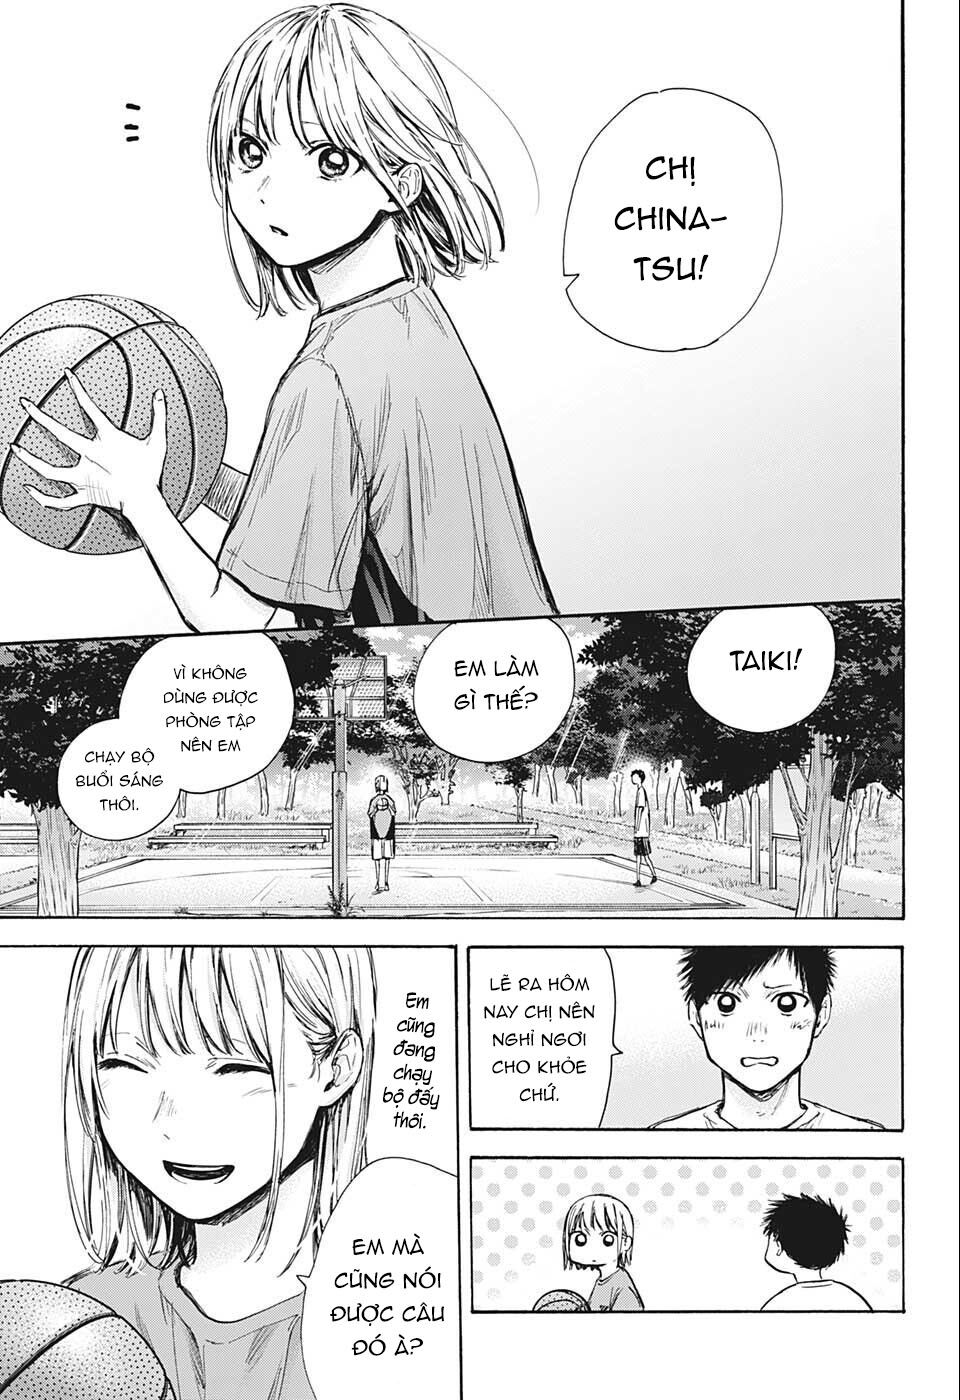 CHỊ
CHINA-
TSU!
TAIKI!
EM LÀM
GÌ THẾ?
VÌ KHÔNG
DÙNG ĐƯỢC
PHÒNG TẬP
NÊN EM
CHẠY BỘ
BUỔI SÁNG
THÔI.
LẼ RA HÔM
NAY CHỊ NÊN
NGHỈ NGƠI
CHO KHỎE
CHỨ.
Em
cũng
đang
chạy
bộ đấy
thôi.
EM MÀ
CŨNG NÓI
ĐƯỢC CÂU
ĐÓ À?